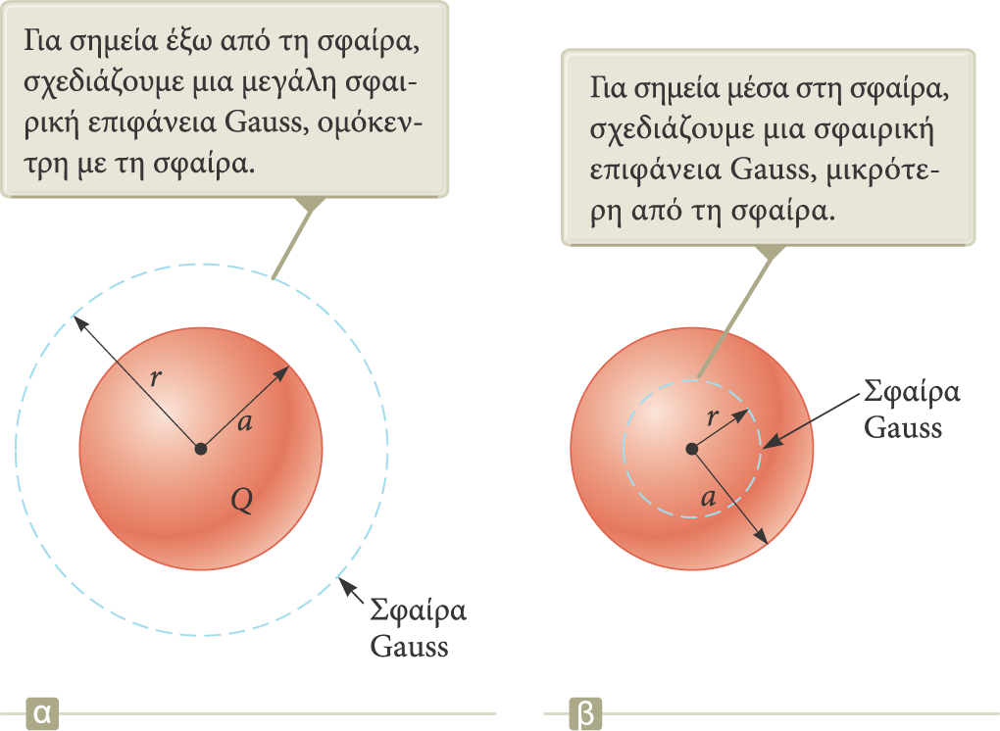 Για σημεία έξω από τη σφαίρα,
σχεδιάζουμε μια μεγάλη σφαι-
ρική επιφάνεια Gauss, ομόκεν-
τρη με τη σφαίρα.
r
a
Q
Σφαίρα
Gauss
α
Για σημεία μέσα στη σφαίρα,
σχεδιάζουμε μια σφαιρική
επιφάνεια Gauss, μικρότε-
ρη από τη σφαίρα.
Σφαίρα
Gauss
r
a
β